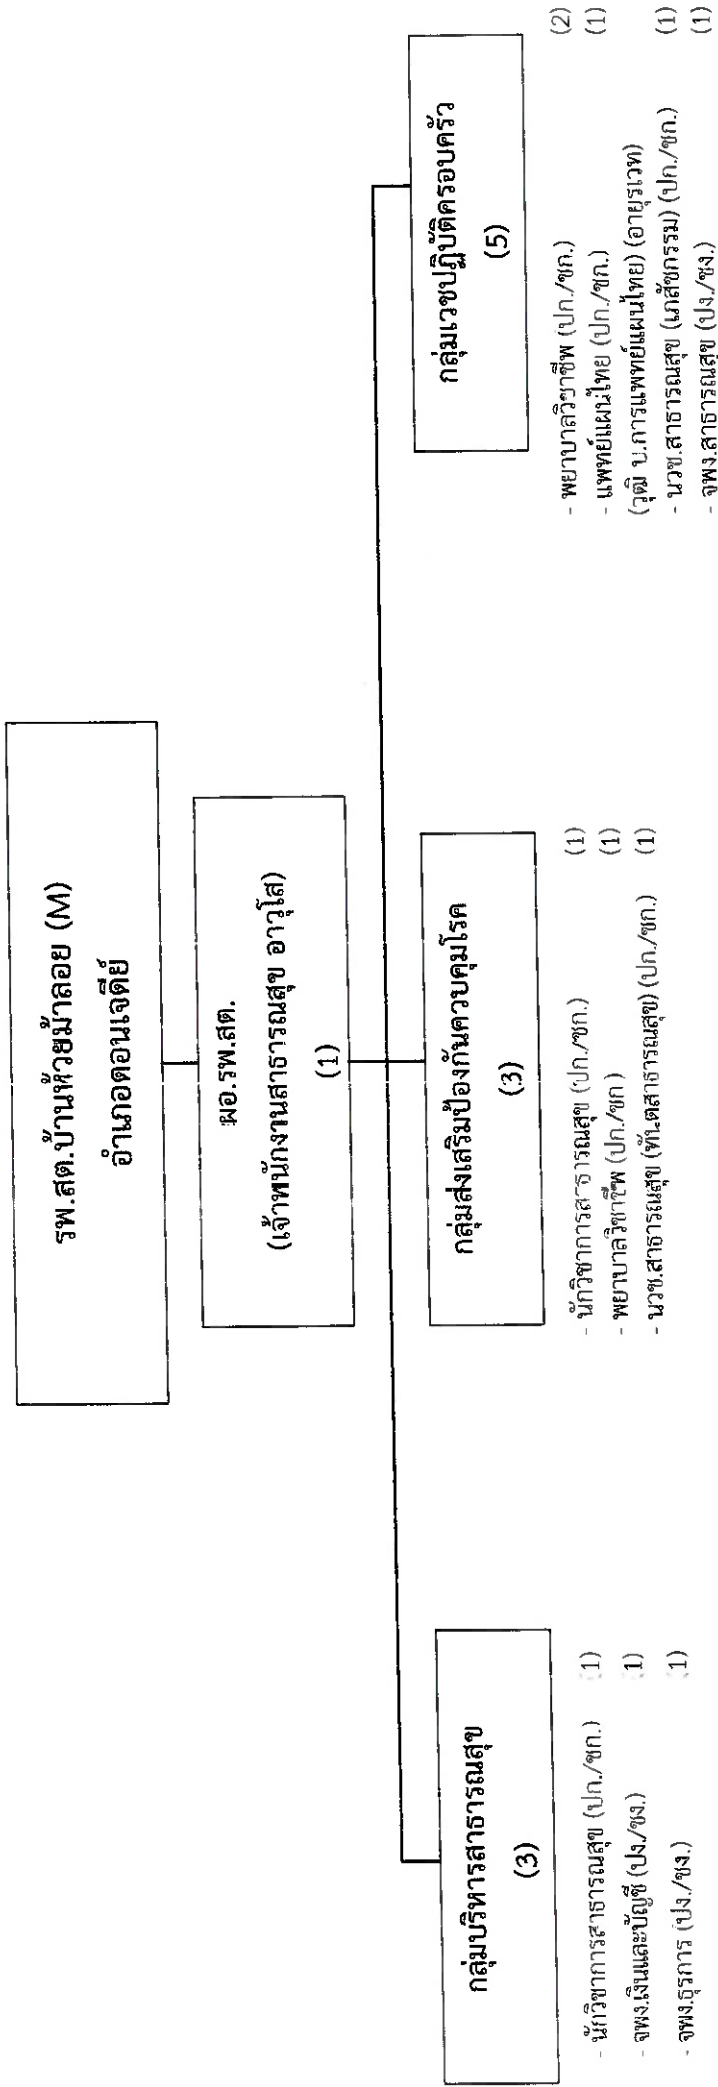 รพ.สต.บ้านห้วยม้าลอย (M)
อำเภอดอนเจดีย์
ผอ.รพ.สต.
(เจ้าพนักงานสาธารณสุข อาวุโส)
(1)
กลุ่มบริหารสาธารณสุข
(3)
- นักวิชาการสาธารณสุข (ปก./ชก.) (1)
- จพง.เงินและบัญชี (ปง./ชง.) (1)
- จพง.ธุรการ (ปง./ชง.) (1)
กลุ่มส่งเสริมป้องกันควบคุมโรค
(3)
- นักวิชาการสาธารณสุข (ปก./ชก.) (1)
- พยาบาลวิชาชีพ (ปก./ชก ) (1)
- นวช.สาธารณสุข (ทันตสาธารณสุข) (ปก./ชก.) (1)
กลุ่มเวชปฏิบัติครอบครัว
(5)
- พยาบาลวิชาชีพ (ปก./ชก.) (2)
- แพทย์แผนไทย (ปก./ชก.) (1)
(วุฒิ บ.การแพทย์แผนไทย) (อายุรเวท)
- นวช.สาธารณสุข (เภสัชกรรม) (ปก./ชก.) (1)
- จพง.สาธารณสุข (ปง./ชง.) (1)